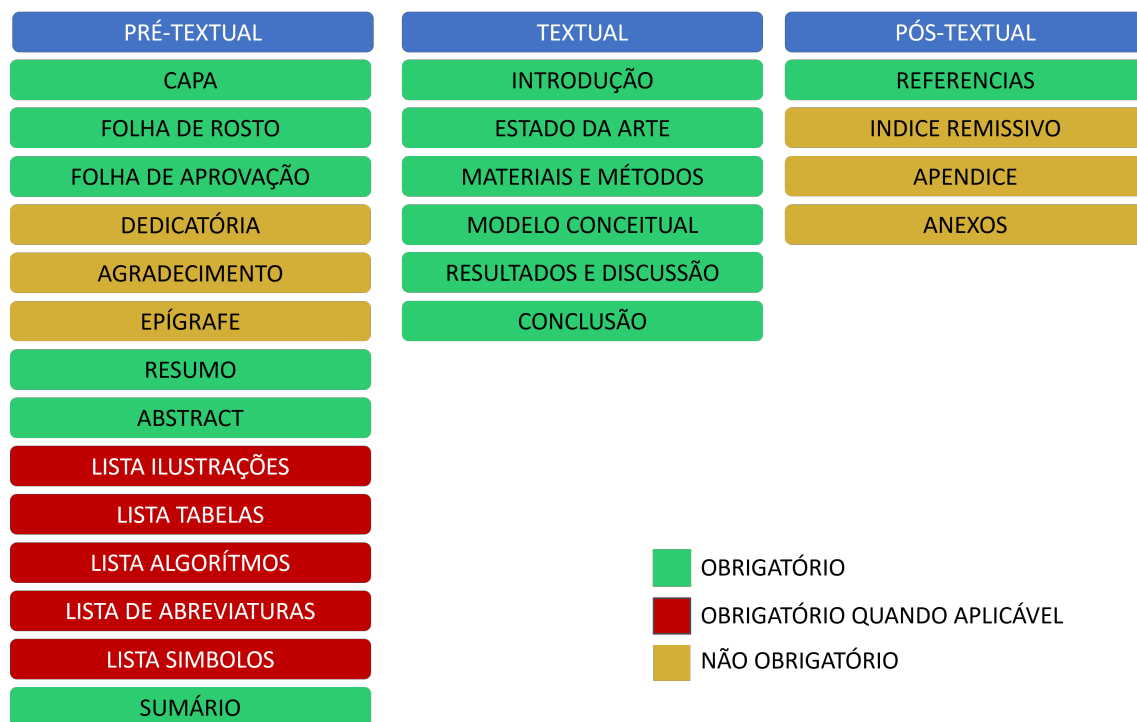 PRÉ-TEXTUAL
CAPA
FOLHA DE ROSTO
FOLHA DE APROVAÇÃO
DEDICATÓRIA
AGRADECIMENTO
EPÍGRAFE
RESUMO
ABSTRACT
LISTA ILUSTRAÇÕES
LISTA TABELAS
LISTA ALGORÍTMOS
LISTA DE ABREVIATURAS
LISTA SIMBOLOS
SUMÁRIO
TEXTUAL
INTRODUÇÃO
ESTADO DA ARTE
MATERIAIS E MÉTODOS
MODELO CONCEITUAL
RESULTADOS E DISCUSSÃO
CONCLUSÃO
PÓS-TEXTUAL
REFERENCIAS
INDICE REMISSIVO
APENDICE
ANEXOS
OBRIGATÓRIO
OBRIGATÓRIO QUANDO APLICÁVEL
NÃO OBRIGATÓRIO